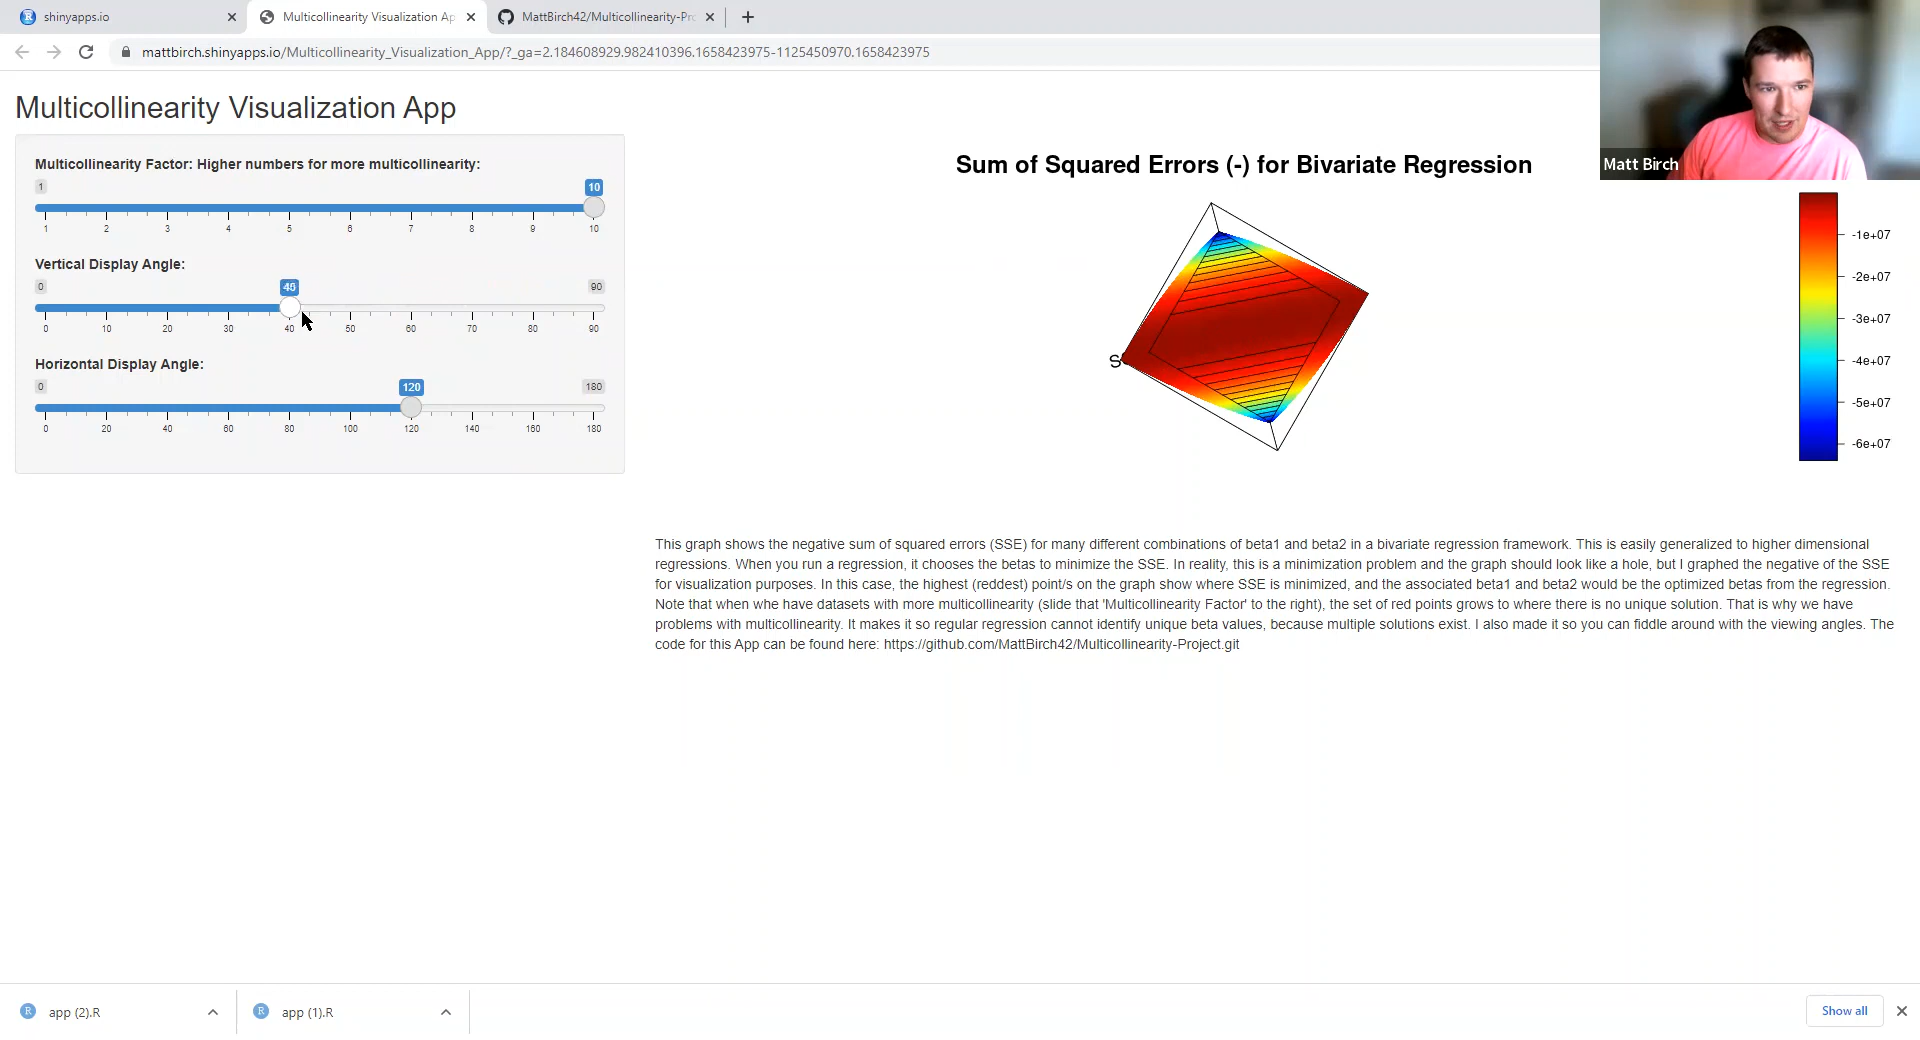 shinyapps.io
Multicollinearity Visualization Ap
MattBirch42/Multicollinearity-Pro
mattbirch.shinyapps.io/Multicollinearity_Visualization_App/?_ga=2.184608929.982410396.1658423975-1125450970.1658423975
Matt Birch
Multicollinearity Visualization App
Multicollinearity Factor: Higher numbers for more multicollinearity:
1 10
1 2 3 4 5 6 7 8 9 10
Vertical Display Angle:
0 40 90
0 10 20 30 40 50 60 70 80 90
Horizontal Display Angle:
0 120 180
0 20 40 60 80 100 120 140 160 180
Sum of Squared Errors (-) for Bivariate Regression
-1e+07
-2e+07
-3e+07
-4e+07
-5e+07
-6e+07
This graph shows the negative sum of squared errors (SSE) for many different combinations of beta1 and beta2 in a bivariate regression framework. This is easily generalized to higher dimensional
regressions. When you run a regression, it chooses the betas to minimize the SSE. In reality, this is a minimization problem and the graph should look like a hole, but I graphed the negative of the SSE
for visualization purposes. In this case, the highest (reddest) point/s on the graph show where SSE is minimized, and the associated beta1 and beta2 would be the optimized betas from the regression.
Note that when whe have datasets with more multicollinearity (slide that 'Multicollinearity Factor' to the right), the set of red points grows to where there is no unique solution. That is why we have
problems with multicollinearity. It makes it so regular regression cannot identify unique beta values, because multiple solutions exist. I also made it so you can fiddle around with the viewing angles. The
code for this App can be found here: https://github.com/MattBirch42/Multicollinearity-Project.git
R app (2).R
R app (1).R
Show all